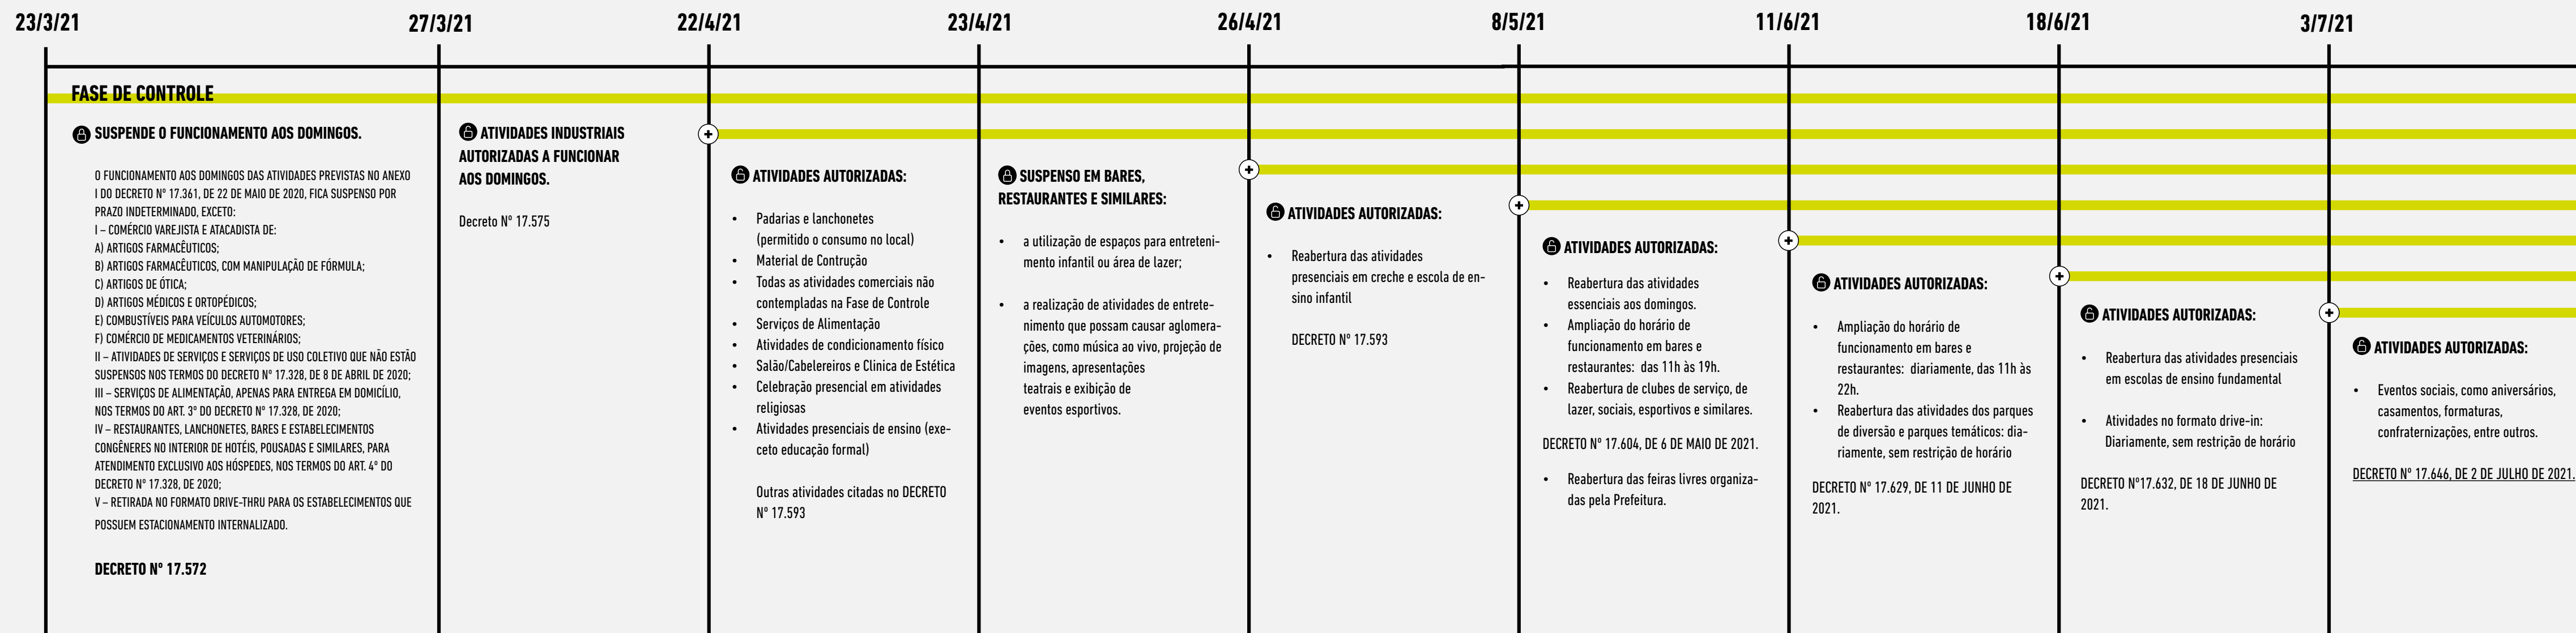 23/3/21
27/3/21
22/4/21
23/4/21
26/4/21
8/5/21
11/6/21
18/6/21
3/7/21
FASE DE CONTROLE
SUSPENDE O FUNCIONAMENTO AOS DOMINGOS.
O FUNCIONAMENTO AOS DOMINGOS DAS ATIVIDADES PREVISTAS NO ANEXO
I DO DECRETO Nº 17.361, DE 22 DE MAIO DE 2020, FICA SUSPENSO POR
PRAZO INDETERMINADO, EXCETO:
I – COMÉRCIO VAREJISTA E ATACADISTA DE:
A) ARTIGOS FARMACÊUTICOS;
B) ARTIGOS FARMACÊUTICOS, COM MANIPULAÇÃO DE FÓRMULA;
C) ARTIGOS DE ÓTICA;
D) ARTIGOS MÉDICOS E ORTOPÉDICOS;
E) COMBUSTÍVEIS PARA VEÍCULOS AUTOMOTORES;
F) COMÉRCIO DE MEDICAMENTOS VETERINÁRIOS;
II – ATIVIDADES DE SERVIÇOS E SERVIÇOS DE USO COLETIVO QUE NÃO ESTÃO
SUSPENSOS NOS TERMOS DO DECRETO Nº 17.328, DE 8 DE ABRIL DE 2020;
III – SERVIÇOS DE ALIMENTAÇÃO, APENAS PARA ENTREGA EM DOMICÍLIO,
NOS TERMOS DO ART. 3º DO DECRETO Nº 17.328, DE 2020;
IV – RESTAURANTES, LANCHONETES, BARES E ESTABELECIMENTOS
CONGÊNERES NO INTERIOR DE HOTÉIS, POUSADAS E SIMILARES, PARA
ATENDIMENTO EXCLUSIVO AOS HÓSPEDES, NOS TERMOS DO ART. 4º DO
DECRETO Nº 17.328, DE 2020;
V – RETIRADA NO FORMATO DRIVE-THRU PARA OS ESTABELECIMENTOS QUE
POSSUEM ESTACIONAMENTO INTERNALIZADO.
DECRETO Nº 17.572
ATIVIDADES INDUSTRIAIS
AUTORIZADAS A FUNCIONAR
AOS DOMINGOS.
Decreto Nº 17.575
ATIVIDADES AUTORIZADAS:
• Padarias e lanchonetes
(permitido o consumo no local)
• Material de Contrução
• Todas as atividades comerciais não
contempladas na Fase de Controle
• Serviços de Alimentação
• Atividades de condicionamento físico
• Salão/Cabelereiros e Clinica de Estética
• Celebração presencial em atividades
religiosas
• Atividades presenciais de ensino (exe-
ceto educação formal)
Outras atividades citadas no DECRETO
Nº 17.593
SUSPENSO EM BARES,
RESTAURANTES E SIMILARES:
• a utilização de espaços para entreteni-
mento infantil ou área de lazer;
• a realização de atividades de entrete-
nimento que possam causar aglomera-
ções, como música ao vivo, projeção de
imagens, apresentações
teatrais e exibição de
eventos esportivos.
ATIVIDADES AUTORIZADAS:
• Reabertura das atividades
presenciais em creche e escola de en-
sino infantil
DECRETO Nº 17.593
ATIVIDADES AUTORIZADAS:
• Reabertura das atividades
essenciais aos domingos.
• Ampliação do horário de
funcionamento em bares e
restaurantes: das 11h às 19h.
• Reabertura de clubes de serviço, de
lazer, sociais, esportivos e similares.
DECRETO Nº 17.604, DE 6 DE MAIO DE 2021.
• Reabertura das feiras livres organiza-
das pela Prefeitura.
ATIVIDADES AUTORIZADAS:
• Ampliação do horário de
funcionamento em bares e
restaurantes: diariamente, das 11h às
22h.
• Reabertura das atividades dos parques
de diversão e parques temáticos: dia-
riamente, sem restrição de horário
DECRETO Nº 17.629, DE 11 DE JUNHO DE
2021.
ATIVIDADES AUTORIZADAS:
• Reabertura das atividades presenciais
em escolas de ensino fundamental
• Atividades no formato drive-in:
Diariamente, sem restrição de horário
DECRETO Nº17.632, DE 18 DE JUNHO DE
2021.
ATIVIDADES AUTORIZADAS:
• Eventos sociais, como aniversários,
casamentos, formaturas,
confraternizações, entre outros.
DECRETO Nº 17.646, DE 2 DE JULHO DE 2021.